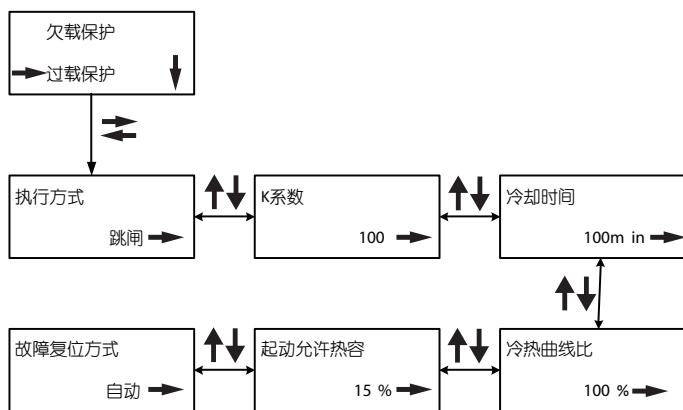 欠载保护
过载保护
执行方式
跳闸
K系数
100
冷却时间
100m in
故障复位方式
自动
起动允许热容
15 %
冷热曲线比
100 %